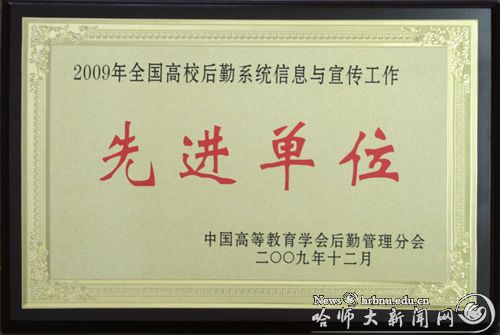 2009年全国高校后勤系统信息与宣传工作
先进单位
中国高等教育学会后勤管理分会
二〇〇九年十二月
News@hrbnu.edu.cn
哈师大新闻网